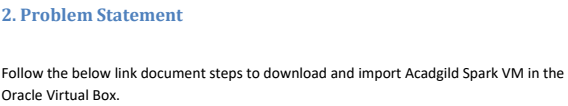 2. Problem Statement
Follow the below link document steps to download and import Acadgild Spark VM in the
Oracle Virtual Box.